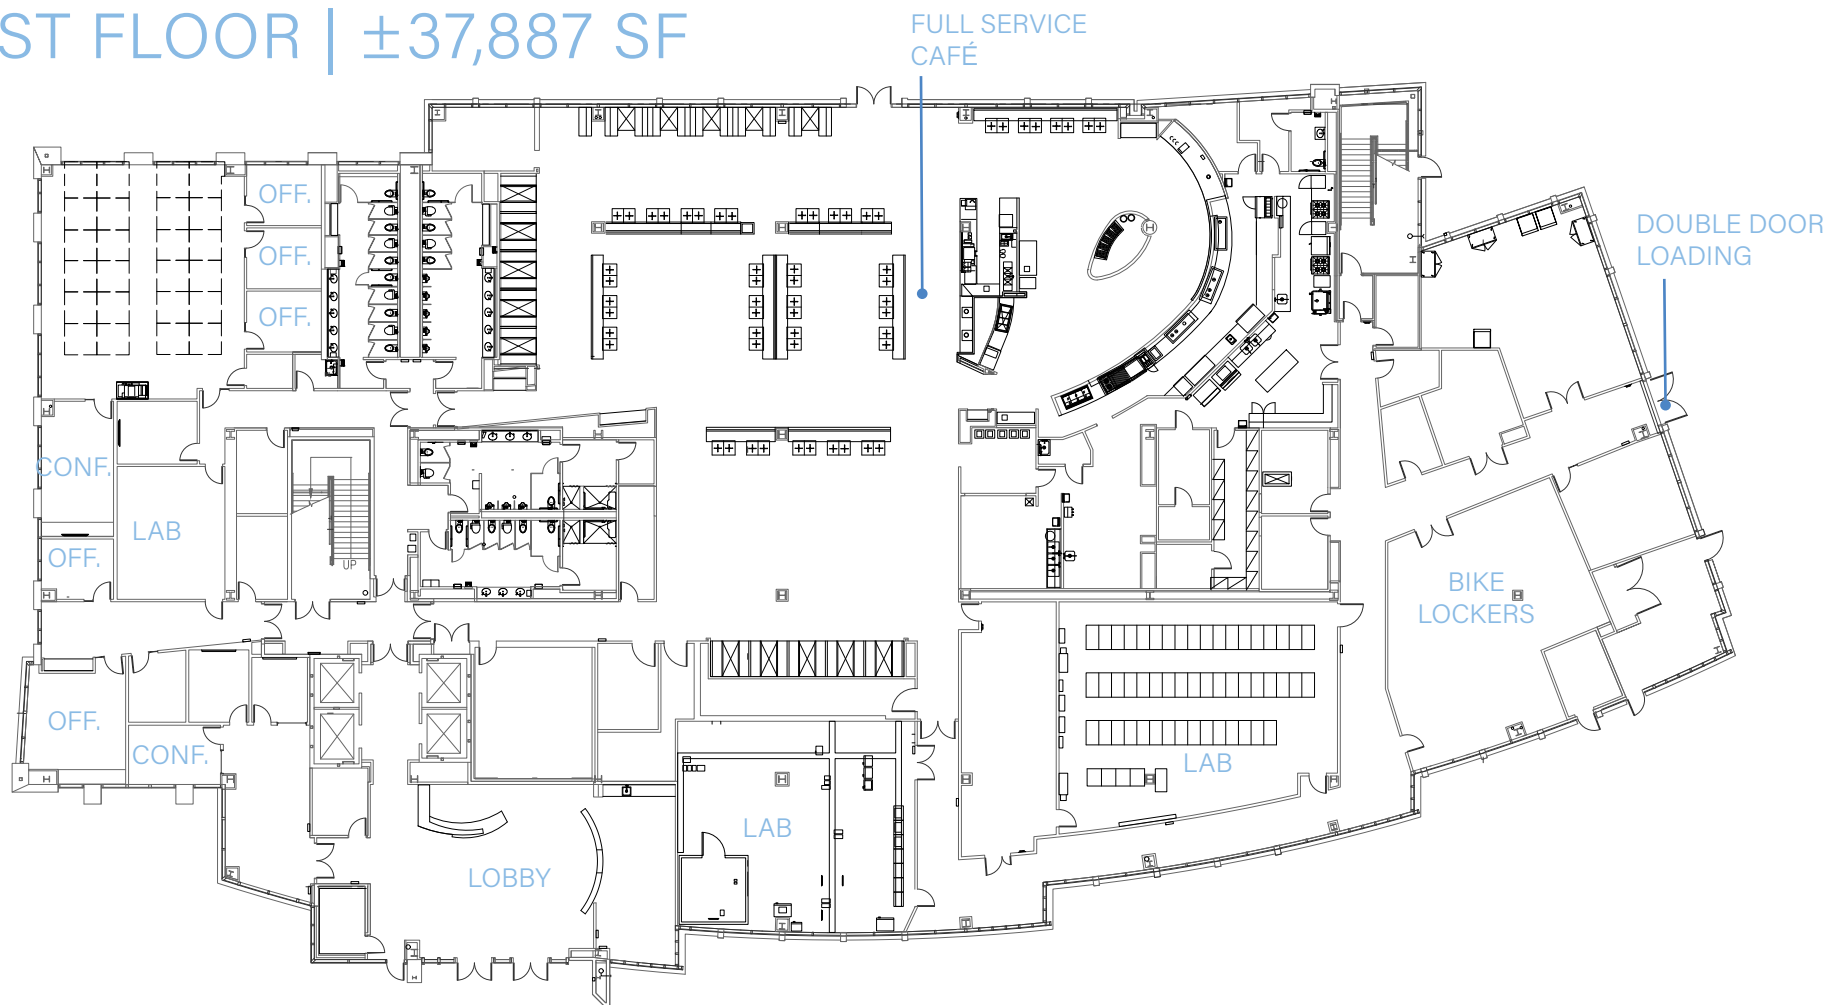 ST FLOOR | ±37,887 SF
FULL SERVICE
CAFÉ
OFF.
OFF.
OFF.
DOUBLE DOOR
LOADING
CONF.
LAB
OFF.
UP
BIKE
LOCKERS
OFF.
CONF.
LAB
LAB
LOBBY